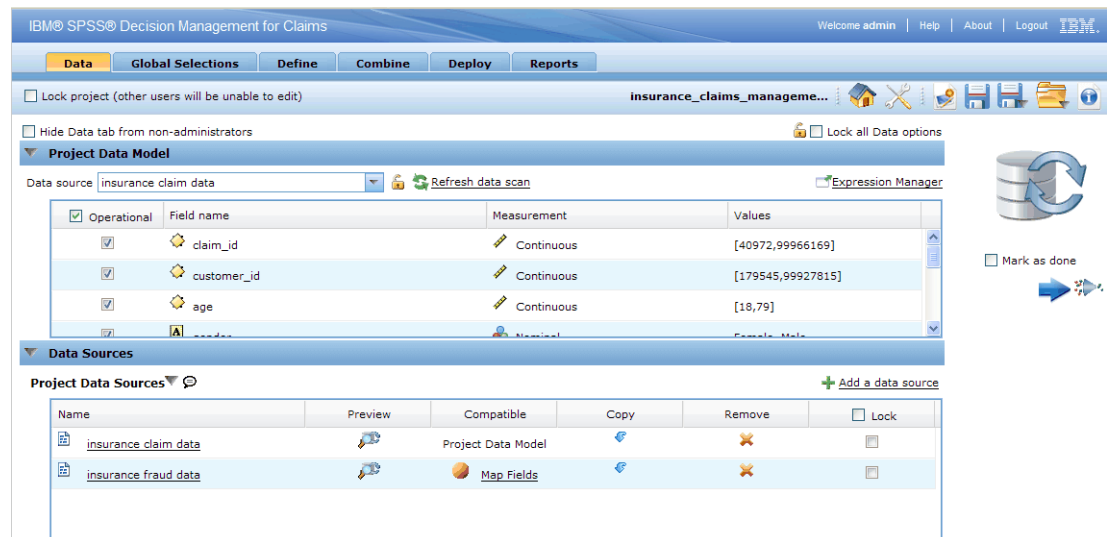 IBM® SPSS® Decision Management for Claims
Welcome admin | Help | About | Logout IBM.
Data Global Selections Define Combine Deploy Reports
Lock project (other users will be unable to edit) insurance_claims_manageme...
Hide Data tab from non-administrators Lock all Data options
Project Data Model
Data source insurance claim data Refresh data scan Expression Manager
Operational Field name Measurement Values
claim_id Continuous [40972,99966169]
customer_id Continuous [179545,99927815]
Mark as done
age Continuous [18,79]
A gender Nominal Female, Male
Data Sources
Project Data Sources Add a data source
Name Preview Compatible Copy Remove Lock
insurance claim data Project Data Model
insurance fraud data Map Fields